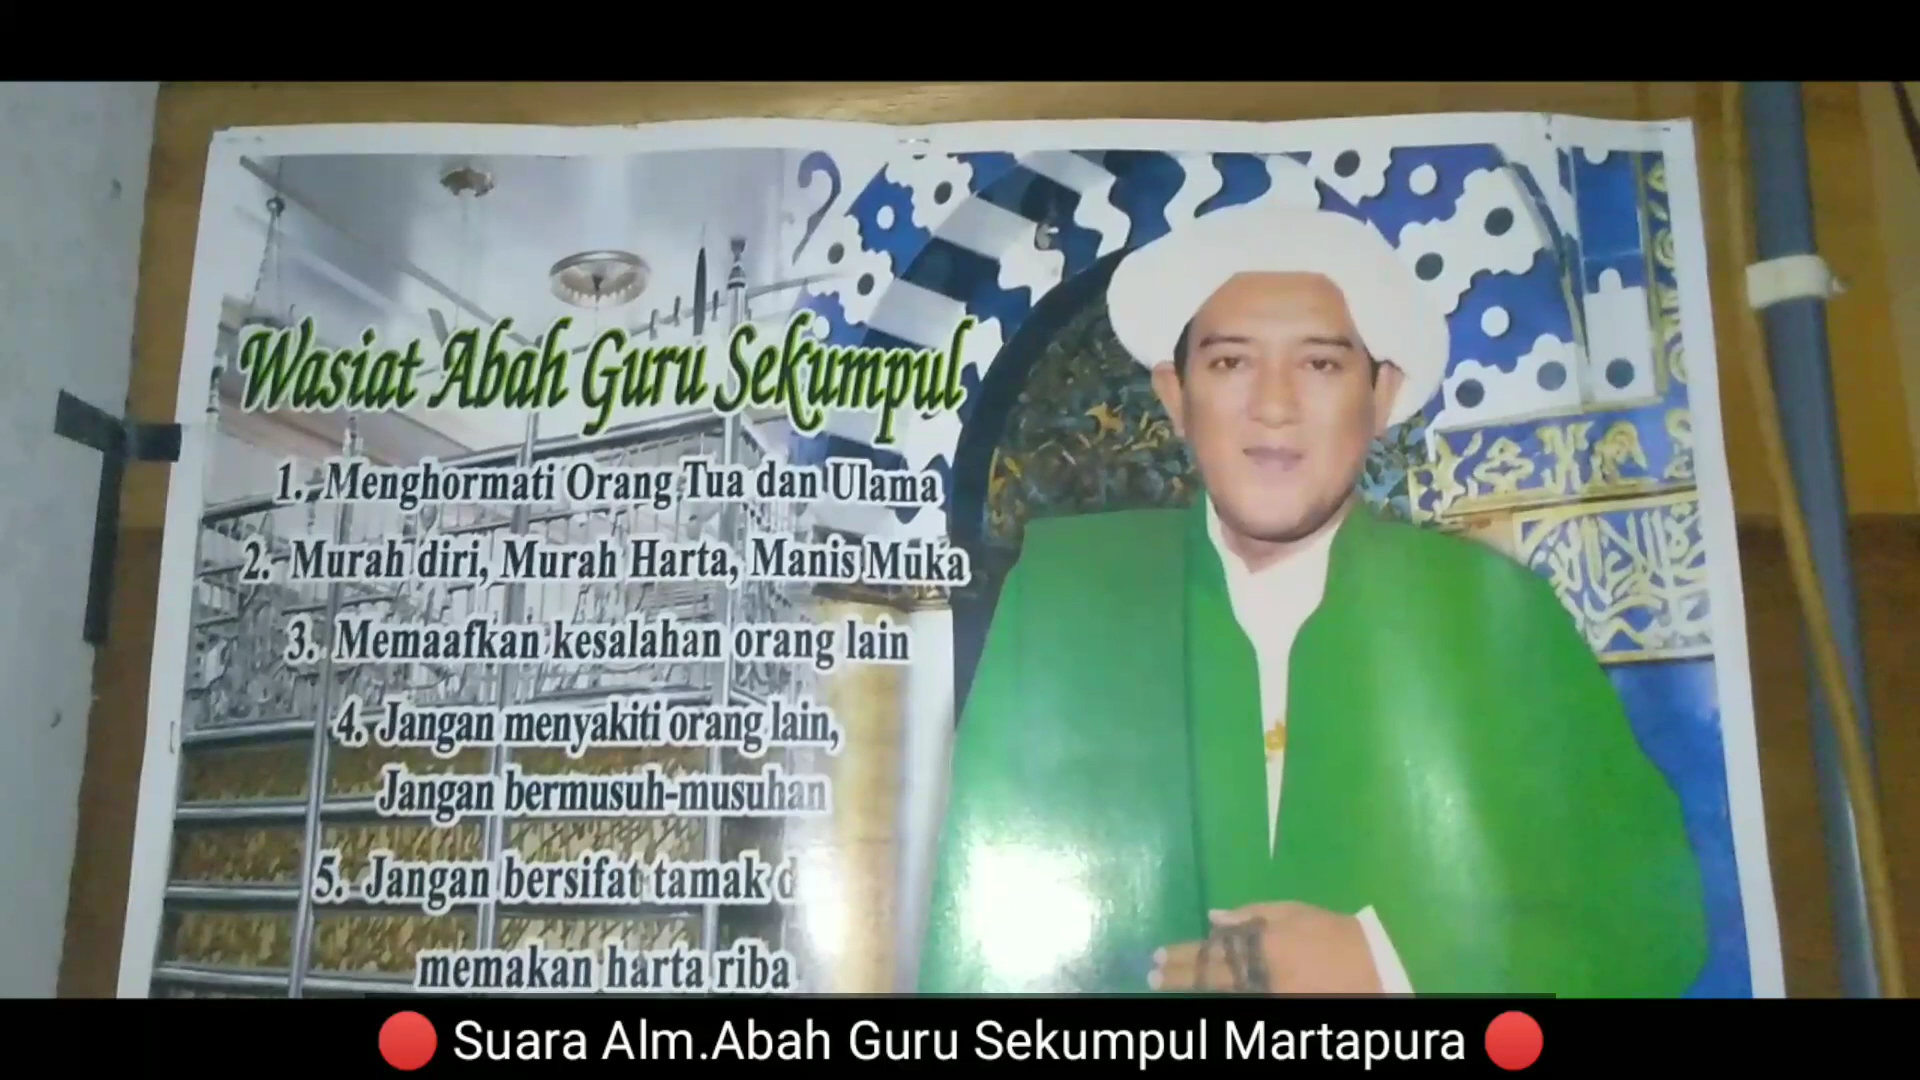 Wasiat Abah Guru Sekumpul
1. Menghormati Orang Tua dan Ulama
2. Murah diri, Murah Harta, Manis Muka
3. Memaafkan kesalahan orang lain
4. Jangan menyakiti orang lain,
Jangan bermusuh-musuhan
5. Jangan bersifat tamak
memakan harta riba
🔴 Suara Alm.Abah Guru Sekumpul Martapura 🔴